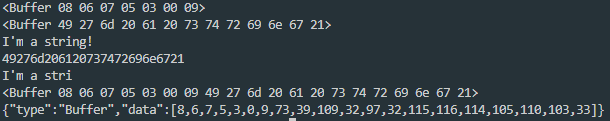 <Buffer 08 06 07 05 03 00 09>
<Buffer 49 27 6d 20 61 20 73 74 72 69 6e 67 21>
I'm a string!
49276d206120737472696e6721
I'm a stri
<Buffer 08 06 07 05 03 00 09 49 27 6d 20 61 20 73 74 72 69 6e 67 21>
{"type":"Buffer","data":[8,6,7,5,3,0,9,73,39,109,32,97,32,115,116,114,105,110,103,33]}